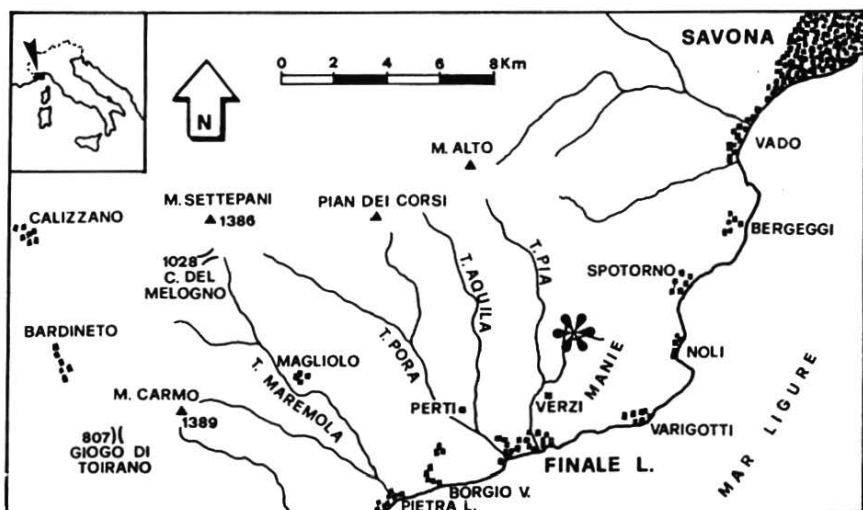 SAVONA
0 2 4 6 8 Km
N
VADO
M. ALTO
M. SETTEPANI
1386
PIAN DEI CORSI
CALIZZANO
BERGEGGI
1028
C. DEL
MELOGNO
T. AQUILA
T. PIA
SPOTORNO
BARDINETO
T. PORA
MAGLIOLO
NOLI
MANIE
T. MAREMOLA
M. CARMO
1389
PERTI
VERZI
807
GIOGO DI
TOIRANO
VARIGOTTI
MAR LIGURE
FINALE L.
BORGIO V.
PIETRA L.